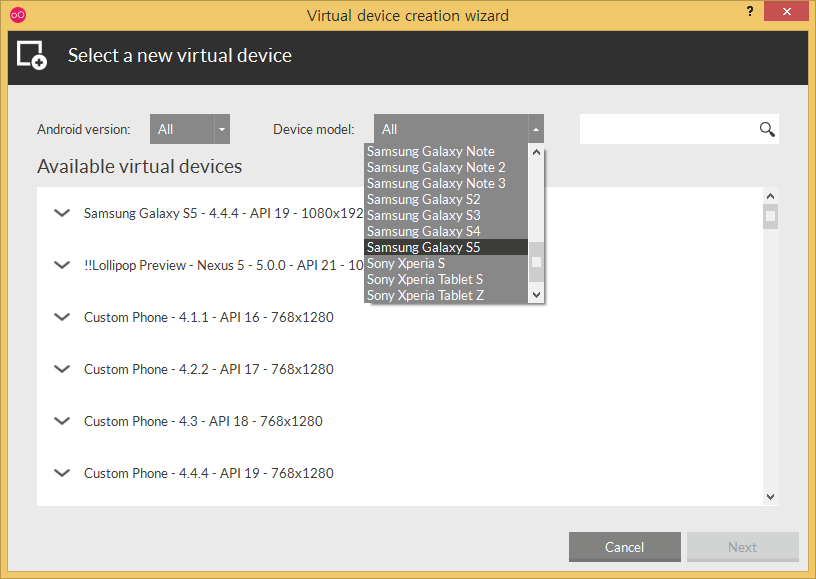 Virtual device creation wizard
?
Select a new virtual device
Android version: All Device model: All
Samsung Galaxy Note
Samsung Galaxy Note 2
Samsung Galaxy Note 3
Samsung Galaxy S2
Samsung Galaxy S3
Samsung Galaxy S4
Samsung Galaxy S5
Sony Xperia S
Sony Xperia Tablet S
Sony Xperia Tablet Z
Available virtual devices
Samsung Galaxy S5 - 4.4.4 - API 19 - 1080x192
!!Lollipop Preview - Nexus 5 - 5.0.0 - API 21 - 10
Custom Phone - 4.1.1 - API 16 - 768x1280
Custom Phone - 4.2.2 - API 17 - 768x1280
Custom Phone - 4.3 - API 18 - 768x1280
Custom Phone - 4.4.4 - API 19 - 768x1280
Cancel Next